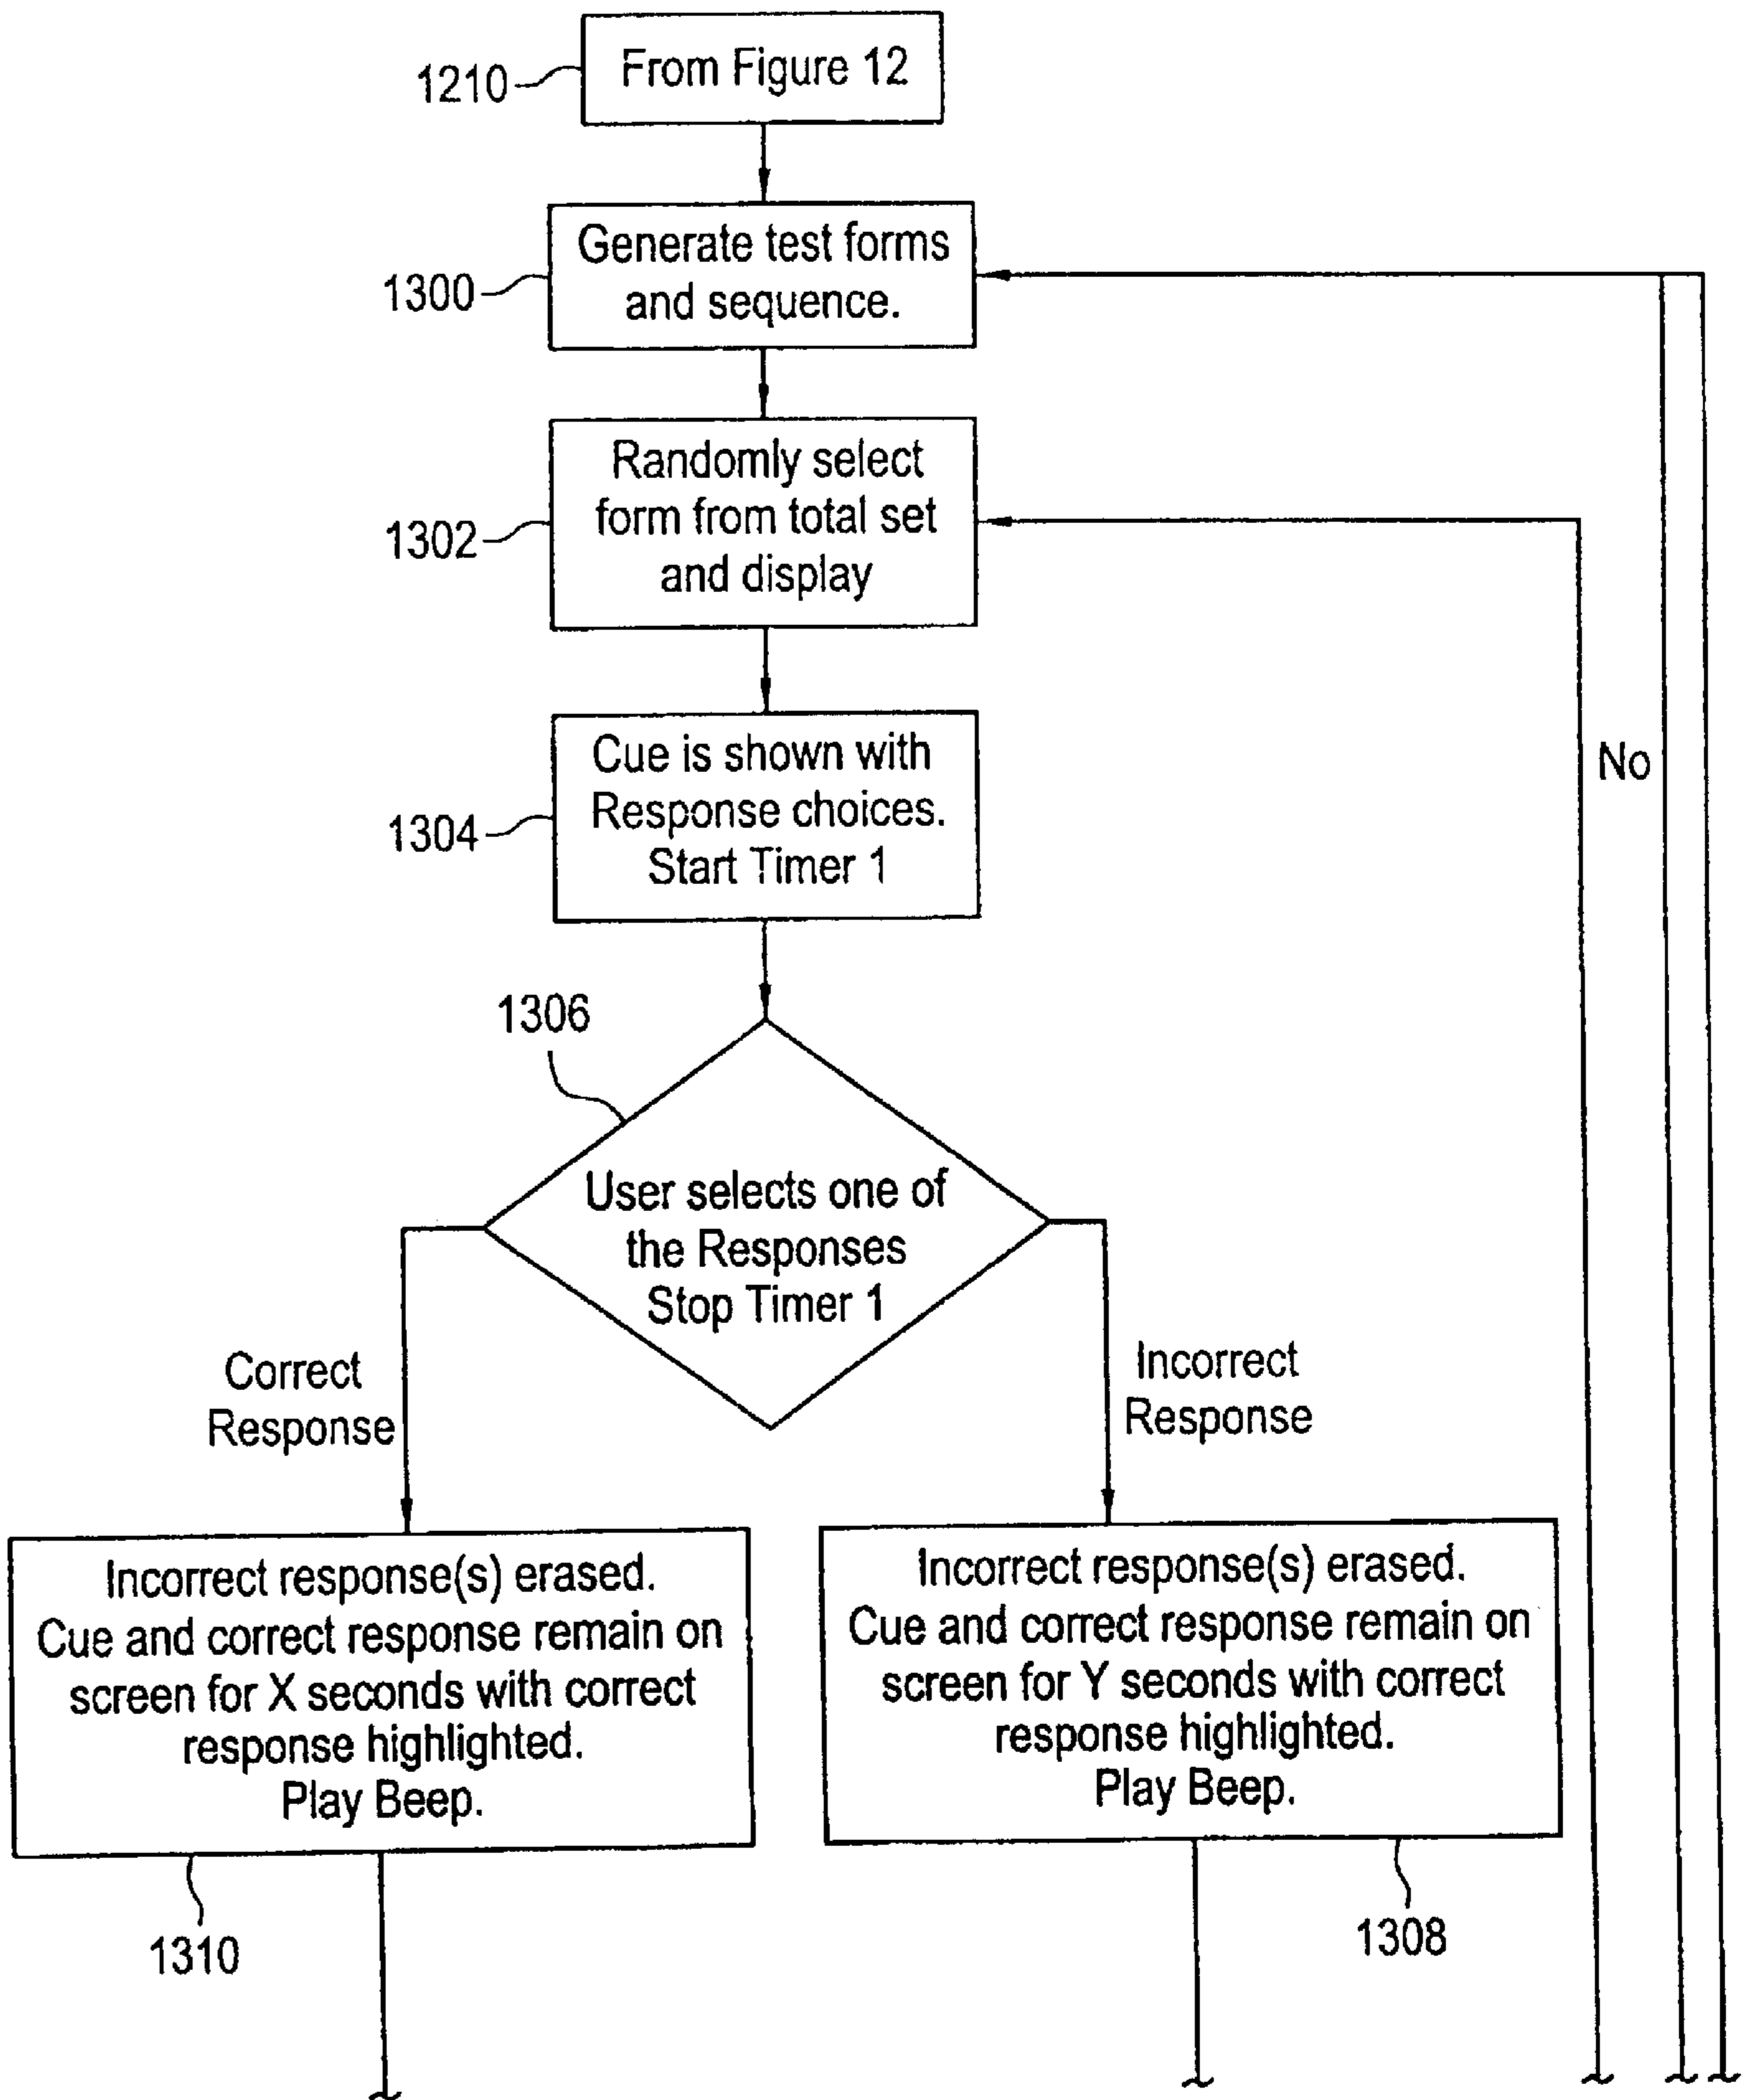 1210
From Figure 12
1300
Generate test forms
and sequence.
1302
Randomly select
form from total set
and display
No
1304
Cue is shown with
Response choices.
Start Timer 1
1306
User selects one of
the Responses
Stop Timer 1
Correct
Response
Incorrect
Response
Incorrect response(s) erased.
Cue and correct response remain on
screen for X seconds with correct
response highlighted.
Play Beep.
1310
Incorrect response(s) erased.
Cue and correct response remain on
screen for Y seconds with correct
response highlighted.
Play Beep.
1308